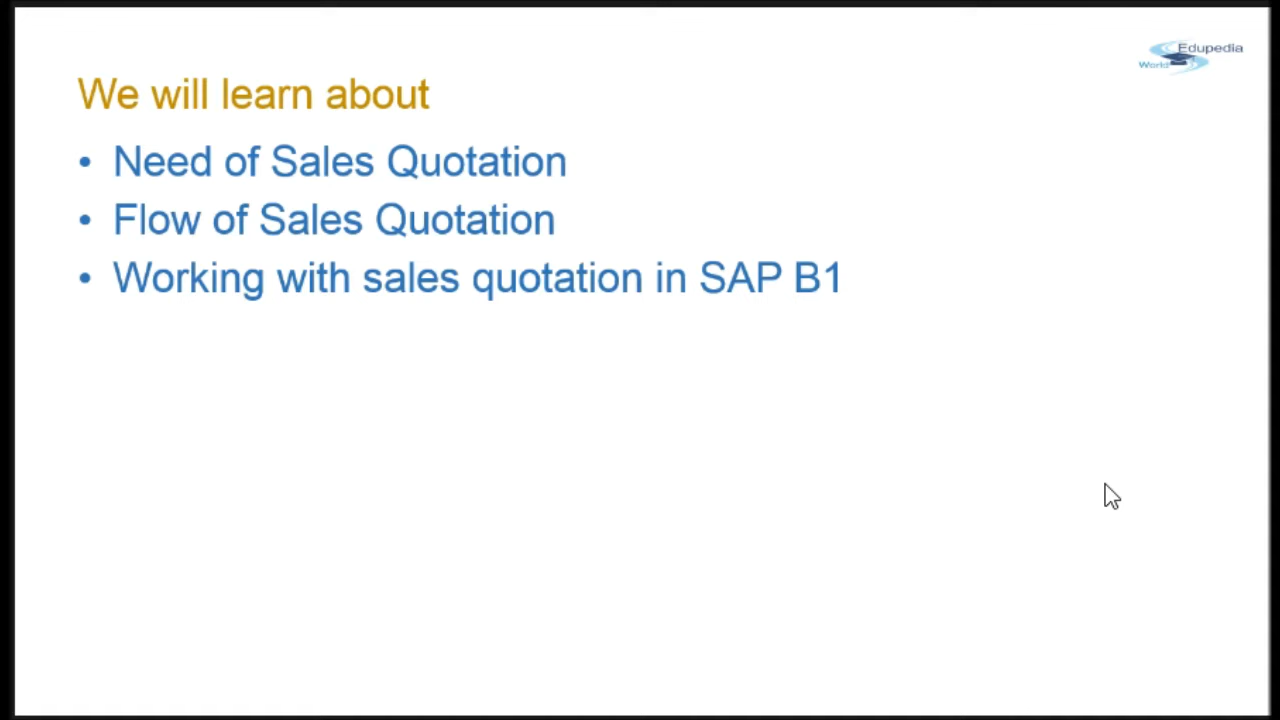 Edupedia
World
We will learn about
• Need of Sales Quotation
• Flow of Sales Quotation
• Working with sales quotation in SAP B1